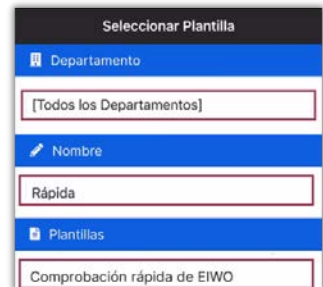 Seleccionar Plantilla
Departamento
[Todos los Departamentos]
Nombre
Rápida
Plantillas
Comprobación rápida de EIWO